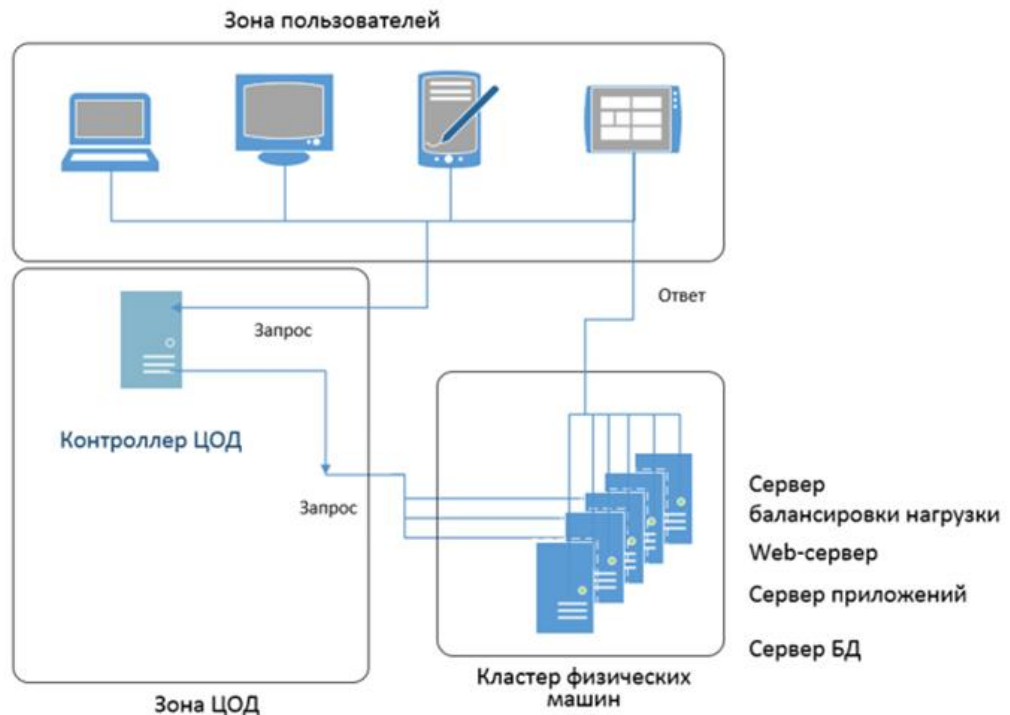 Зона пользователей
Ответ
Запрос
Контроллер ЦОД
Запрос
Сервер
балансировки нагрузки
Web-сервер
Сервер приложений
Сервер БД
Кластер физических
машин
Зона ЦОД